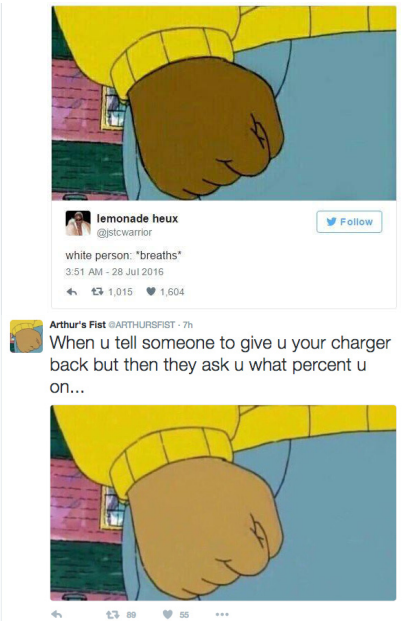 lemonade heux
@jstcwarrior
Follow
white person: *breaths*
3:51 AM - 28 Jul 2016
1,015 1,604
Arthur's Fist @ARTHURSFIST · 7h
When u tell someone to give u your charger
back but then they ask u what percent u
on...
89 55